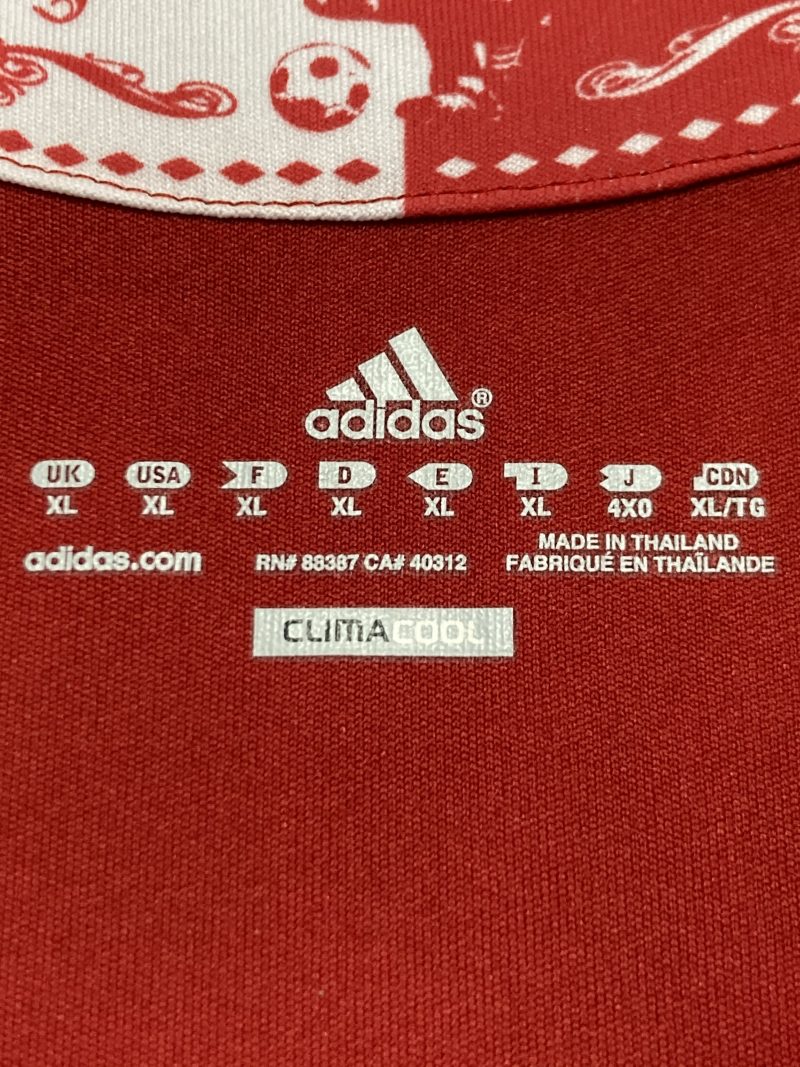 adidas®
UK USA F D E I J CDN
XL XL XL XL XL XL 4XO XL/TG
adidas.com RN# 88387 CA# 40312 MADE IN THAILAND
FABRIQUÉ EN THAÏLANDE
CLIMACOOL